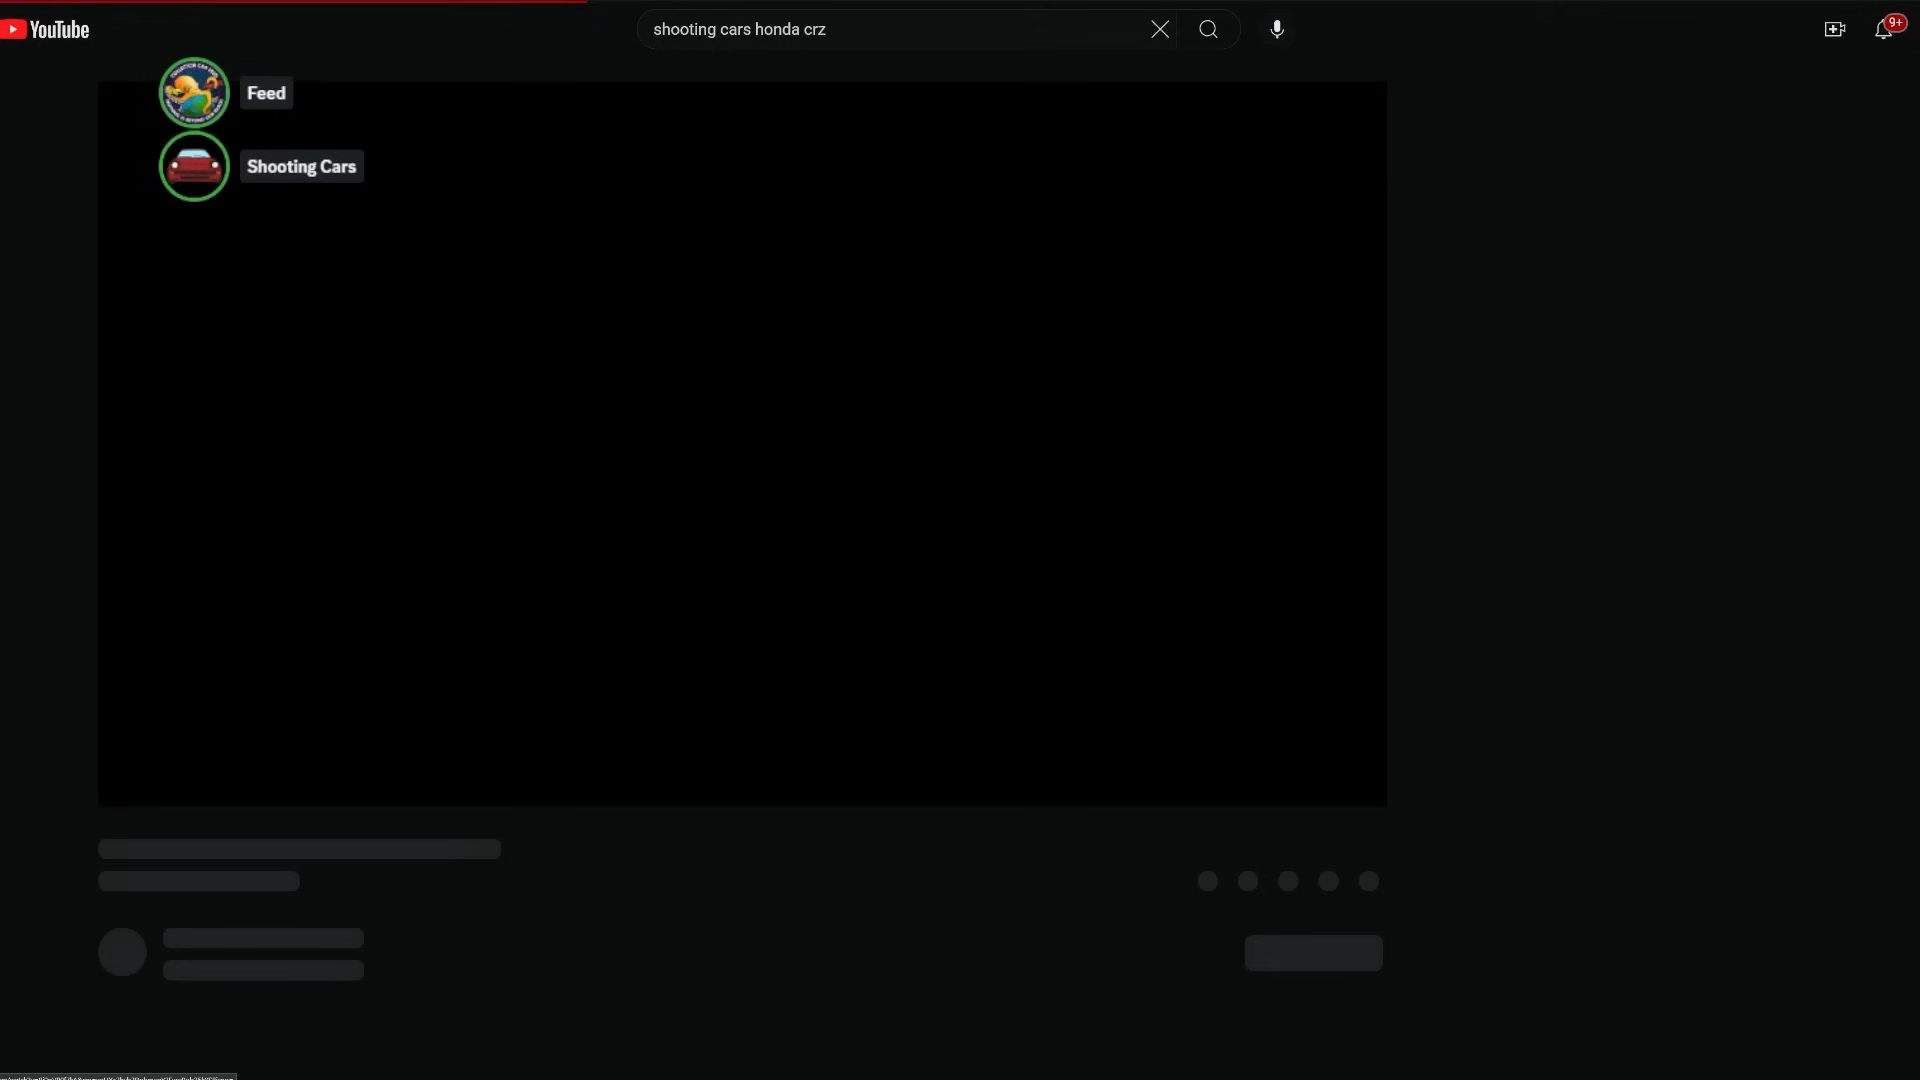 YouTube
shooting cars honda crz
9+
Feed
Shooting Cars